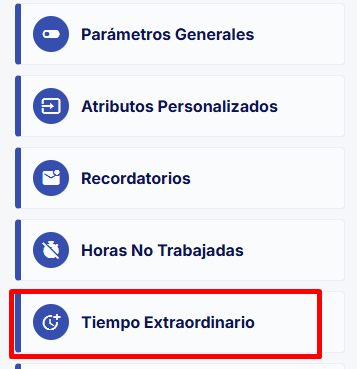 Parámetros Generales
Atributos Personalizados
Recordatorios
Horas No Trabajadas
Tiempo Extraordinario